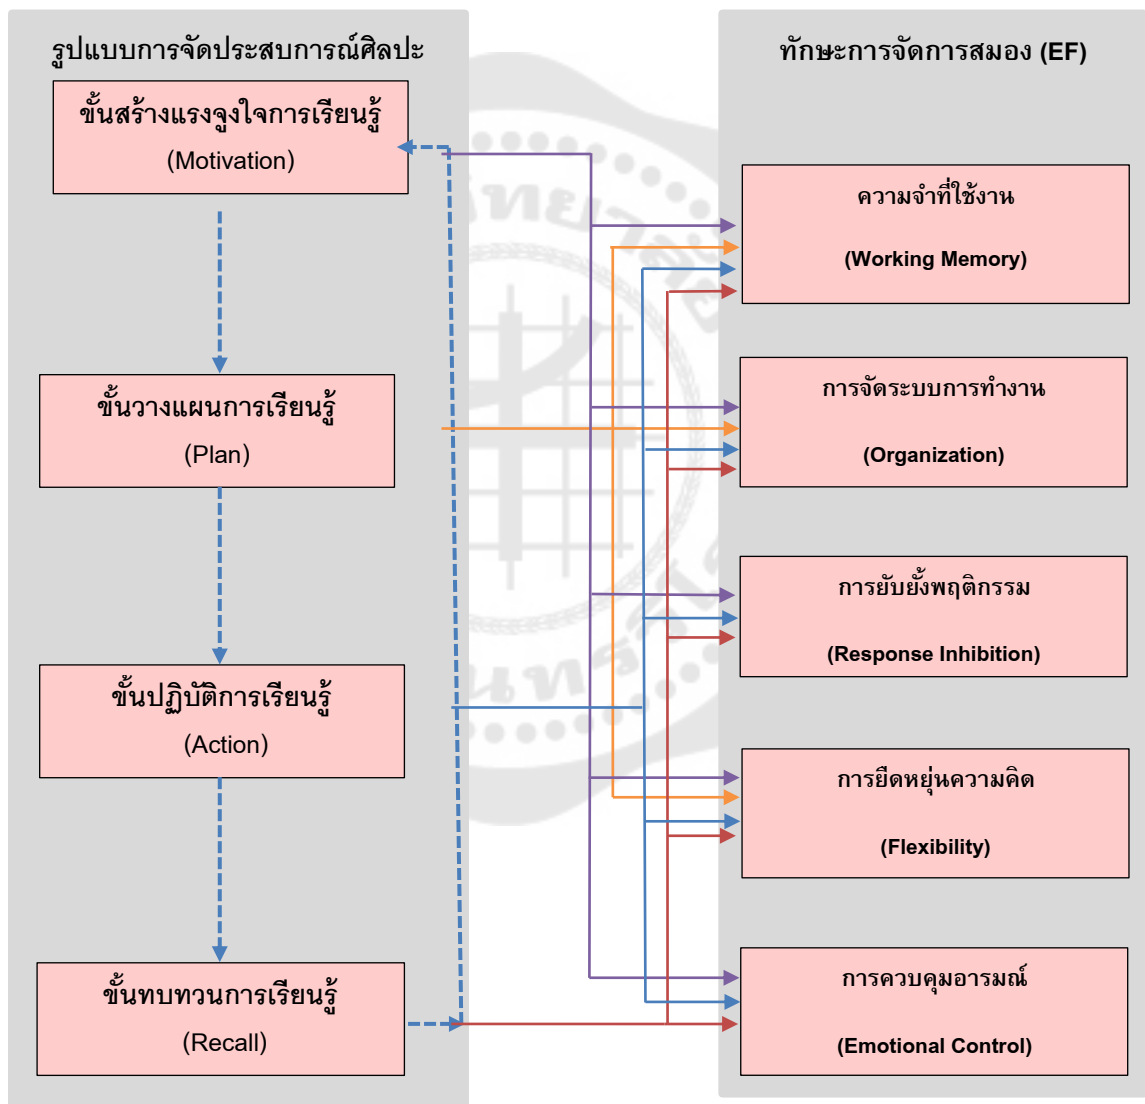 รูปแบบการจัดประสบการณ์ศิลปะ
ขั้นสร้างแรงจูงใจการเรียนรู้
(Motivation)
ขั้นวางแผนการเรียนรู้
(Plan)
ขั้นปฏิบัติการเรียนรู้
(Action)
ขั้นทบทวนการเรียนรู้
(Recall)
ทักษะการจัดการสมอง (EF)
ความจำที่ใช้งาน
(Working Memory)
การจัดระบบการทำงาน
(Organization)
การยับยั้งพฤติกรรม
(Response Inhibition)
การยืดหยุ่นความคิด
(Flexibility)
การควบคุมอารมณ์
(Emotional Control)